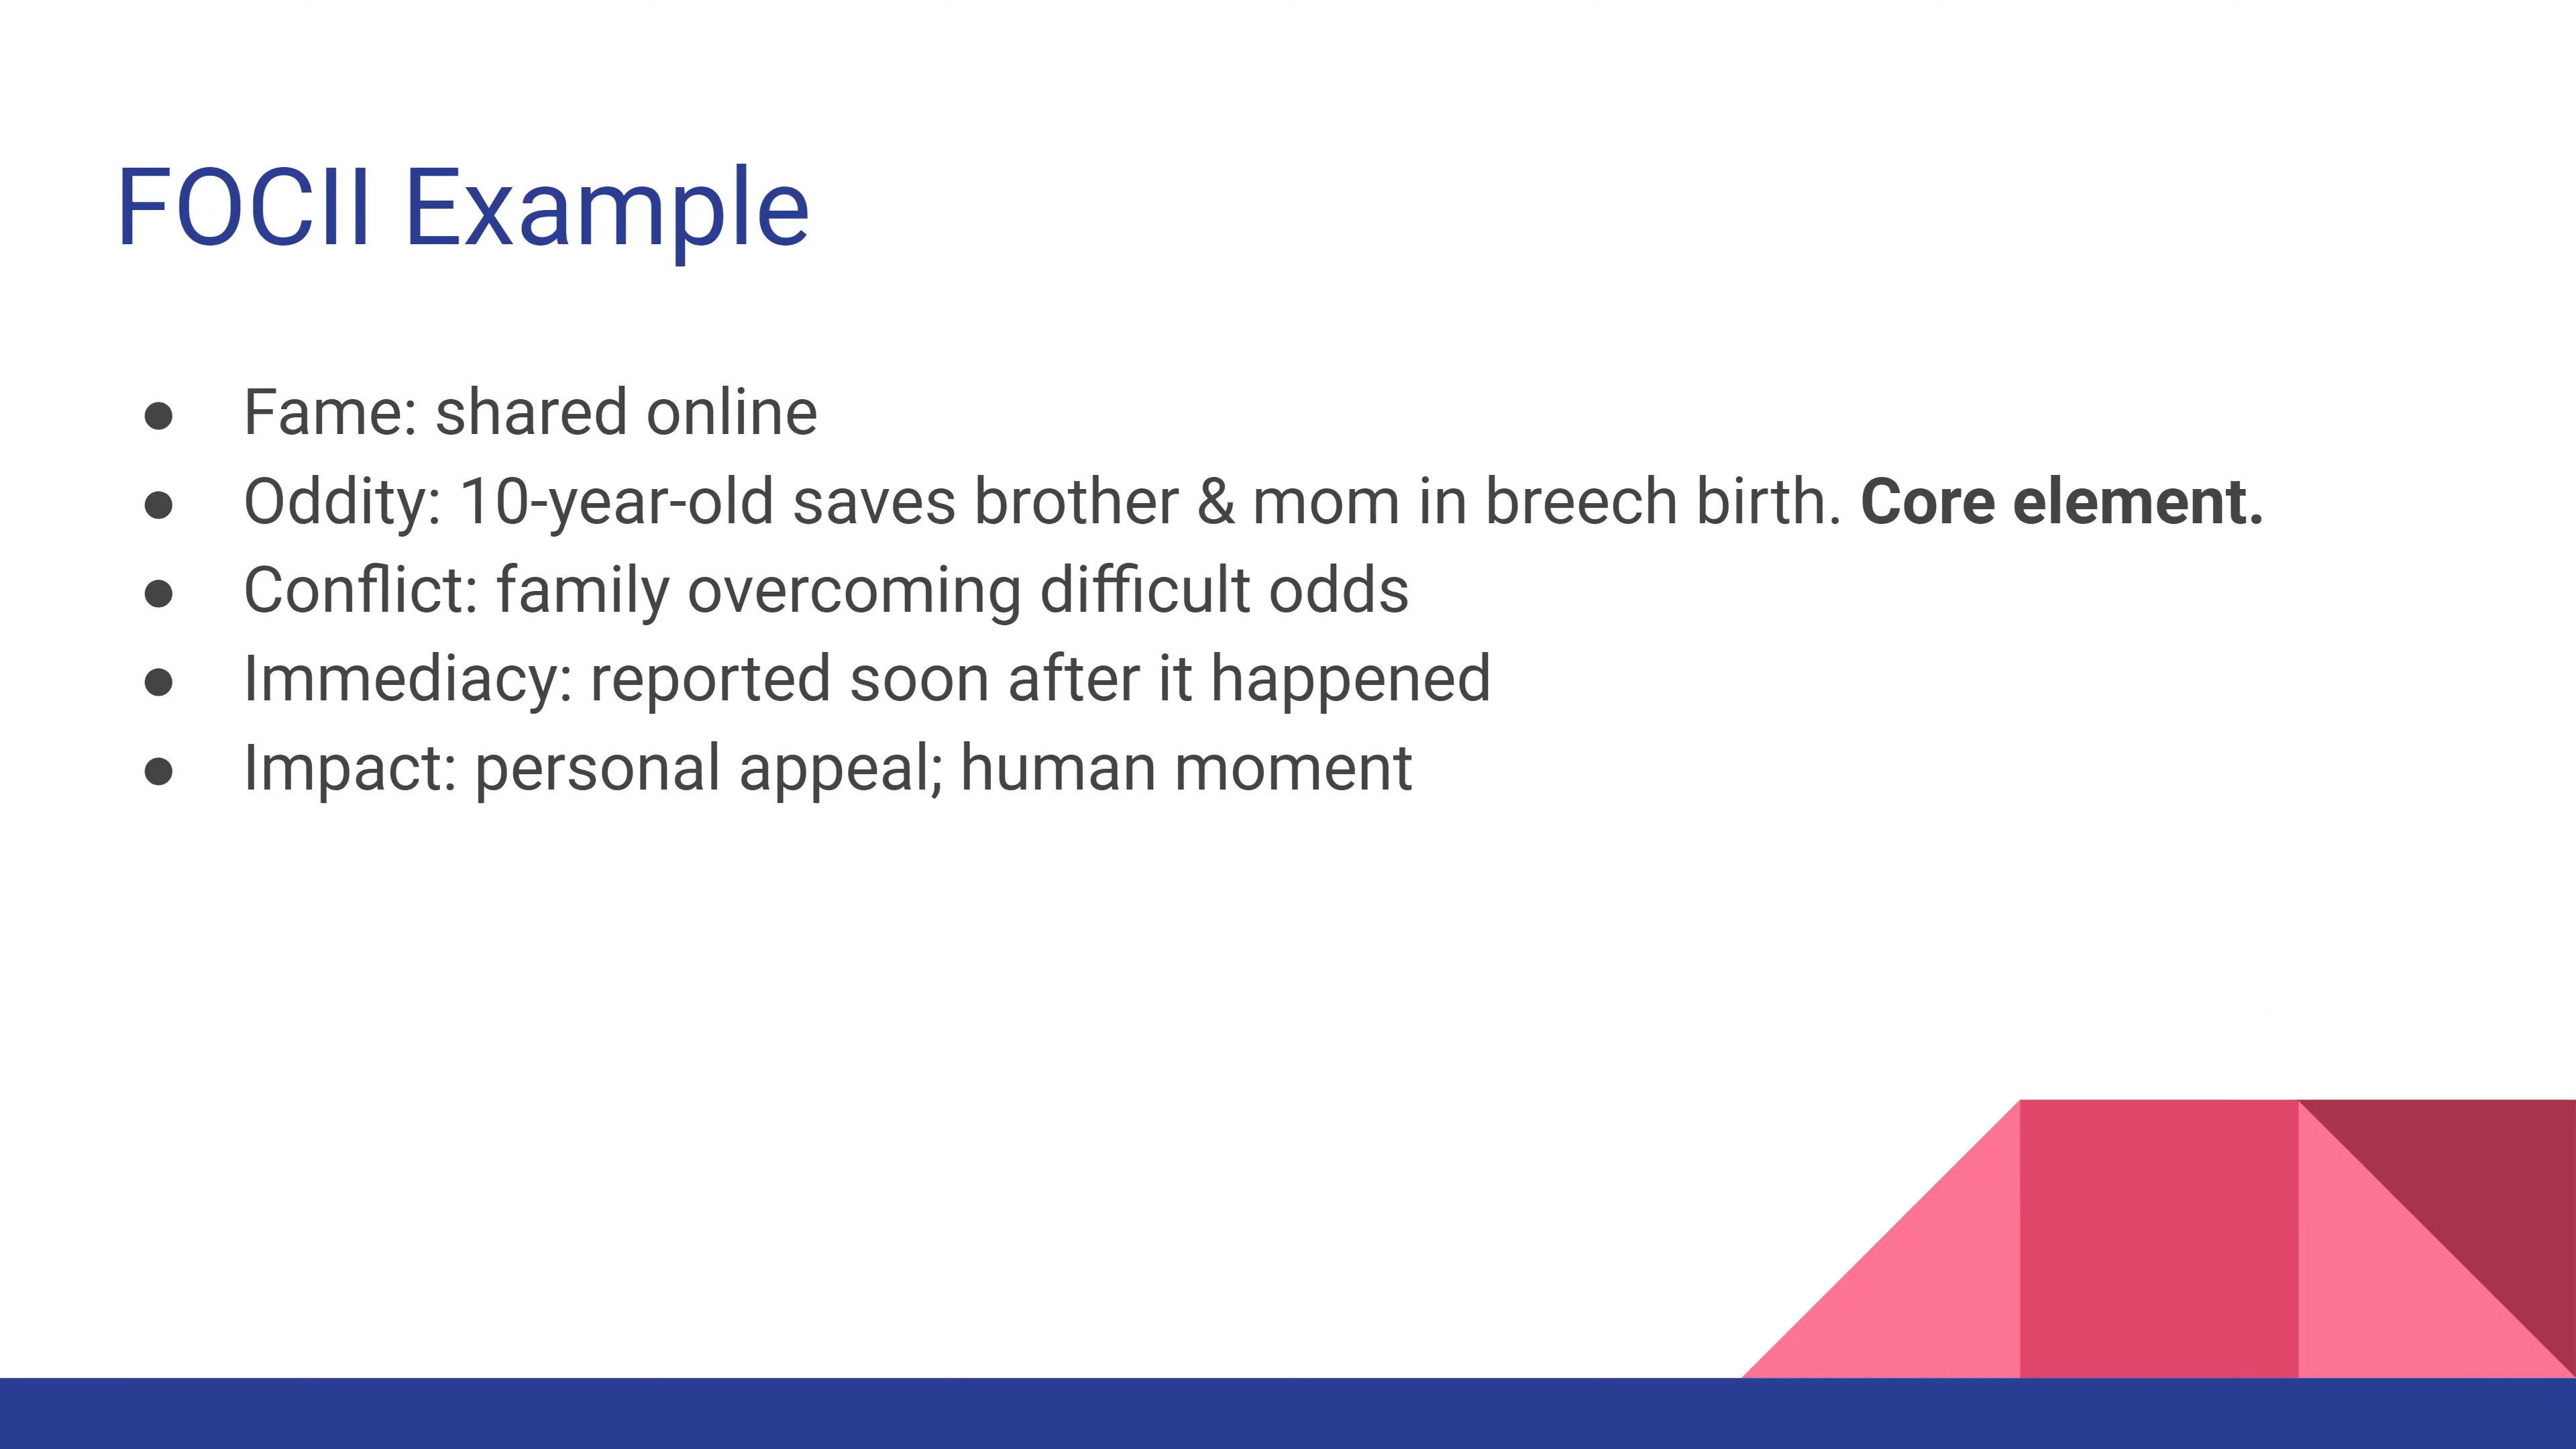 FOCII Example
● Fame: shared online
● Oddity: 10-year-old saves brother & mom in breech birth. Core element.
● Conflict: family overcoming difficult odds
● Immediacy: reported soon after it happened
● Impact: personal appeal; human moment